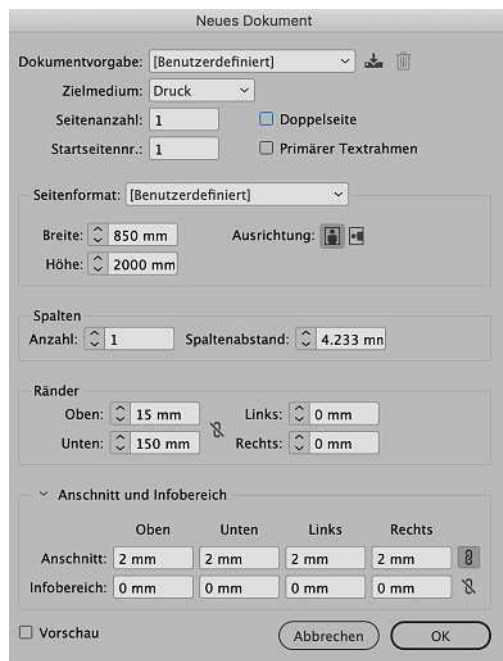 Neues Dokument
Dokumentvorgabe: [Benutzerdefiniert]
Zielmedium: Druck
Seitenanzahl: 1 Doppelseite
Startseitennr.: 1 Primärer Textrahmen
Seitenformat: [Benutzerdefiniert]
Breite: 850 mm Ausrichtung:
Höhe: 2000 mm
Spalten
Anzahl: 1 Spaltenabstand: 4.233 mm
Ränder
Oben: 15 mm Links: 0 mm
Unten: 150 mm Rechts: 0 mm
Anschnitt und Infobereich
Oben Unten Links Rechts
Anschnitt: 2 mm 2 mm 2 mm 2 mm
Infobereich: 0 mm 0 mm 0 mm 0 mm
Vorschau Abbrechen OK